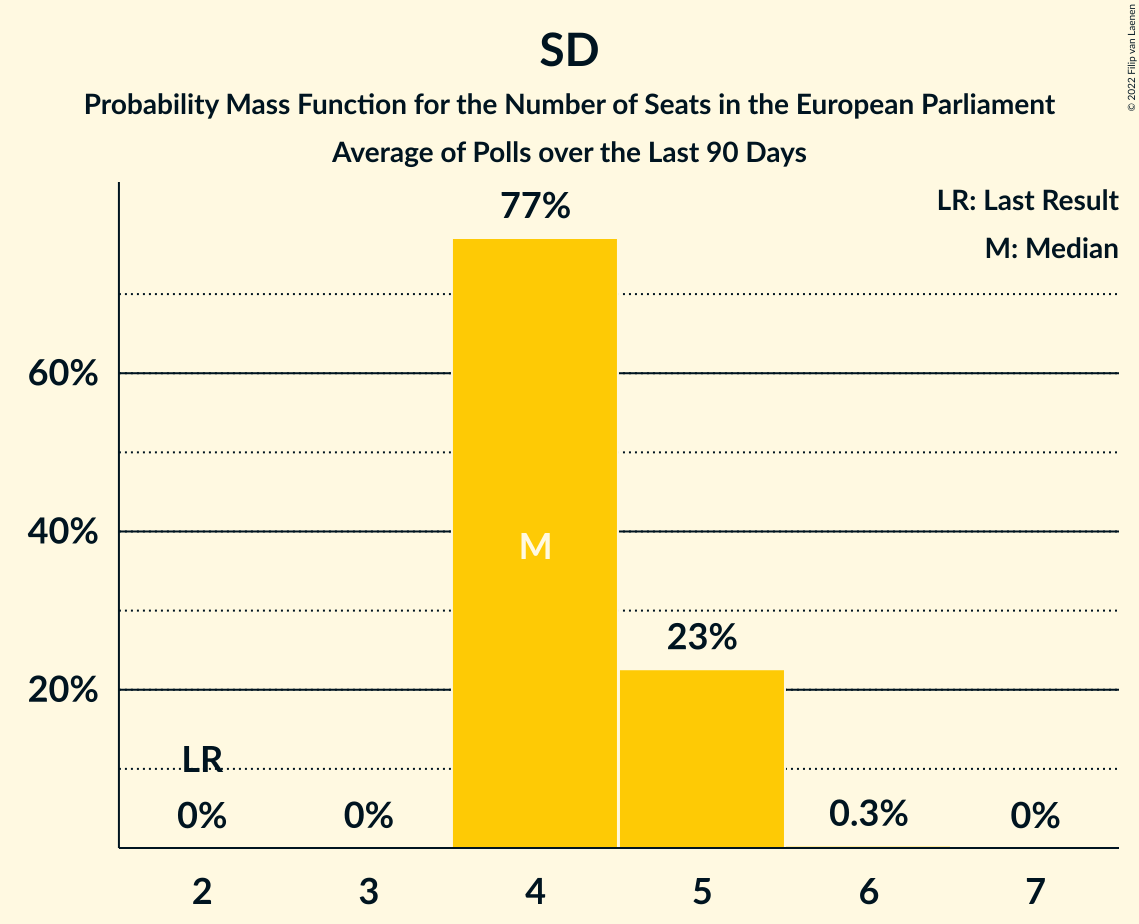 SD
Probability Mass Function for the Number of Seats in the European Parliament
Average of Polls over the Last 90 Days
© 2022 Filip van Laenen
LR: Last Result
M: Median
77%
60%
M
40%
23%
20%
LR
0%
0%
0.3%
0%
2
3
4
5
6
7